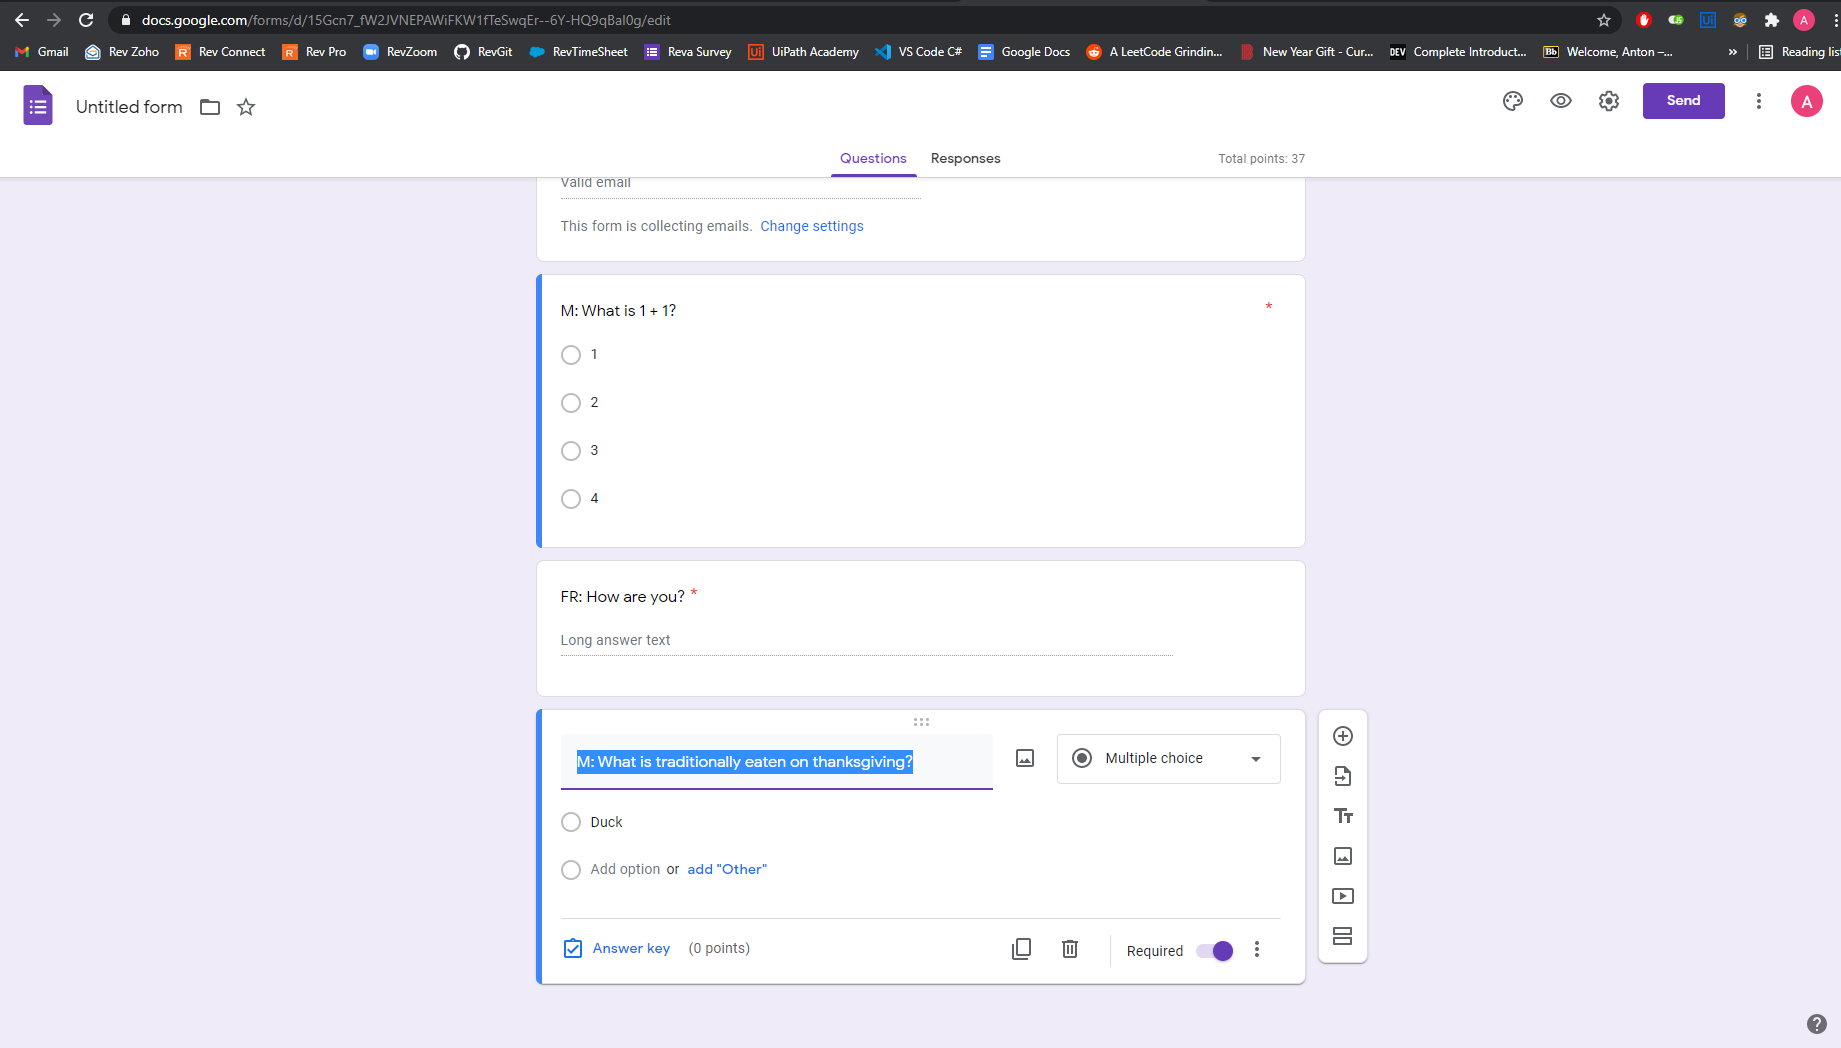 docs.google.com/forms/d/15Gcn7_fW2JVNEPAWiFKW1fTeSwqEr--6Y-HQ9qBal0g/edit
Gmail Rev Zoho Rev Connect Rev Pro RevZoom RevGit RevTimeSheet Reva Survey UiPath Academy VS Code C# Google Docs A LeetCode Grindin... New Year Gift - Cur... DEV Complete Introduct... Bb Welcome, Anton –... » Reading list
Untitled form
Send
A
Questions Responses
Total points: 37
Valid email
This form is collecting emails. Change settings
M: What is 1 + 1? *
1
2
3
4
FR: How are you? *
Long answer text
M: What is traditionally eaten on thanksgiving?
Multiple choice
Duck
Add option or add "Other"
Answer key (0 points)
Required